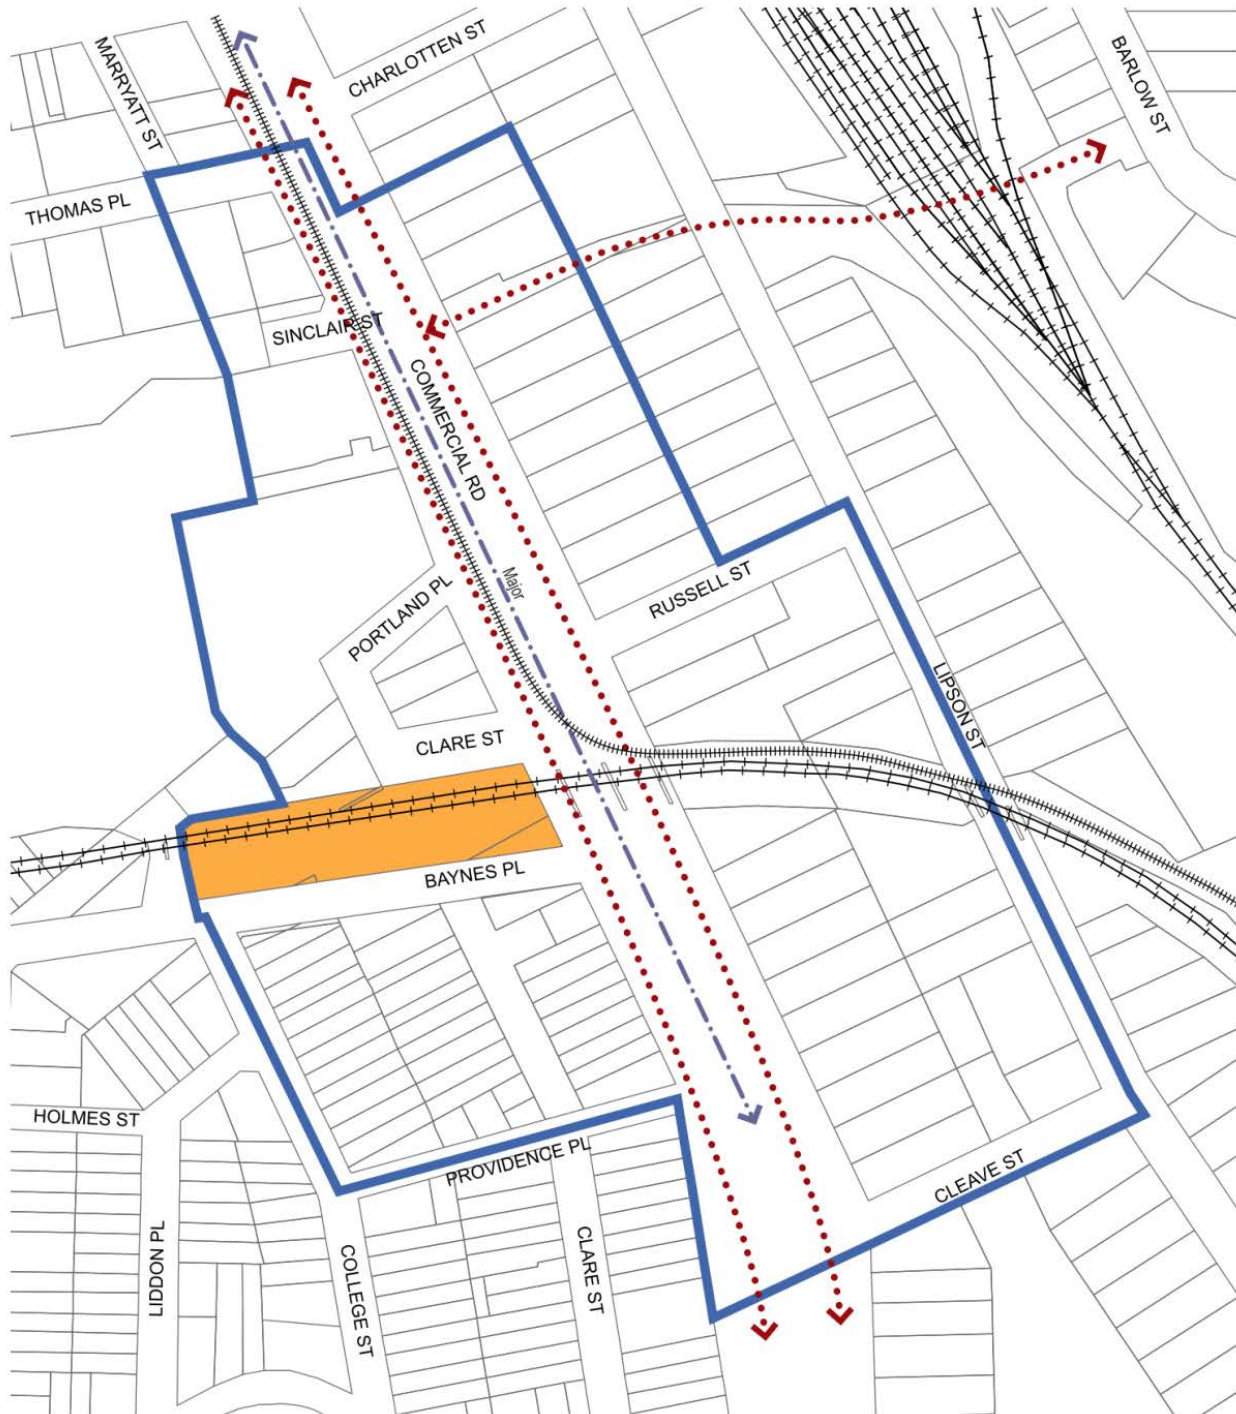 MARRYATT ST
CHARLOTTEN ST
BARLOW ST
THOMAS PL
SINCLAIR ST
COMMERCIAL RD
Major
PORTLAND PL
RUSSELL ST
LIPSON ST
CLARE ST
BAYNES PL
HOLMES ST
PROVIDENCE PL
CLEAVE ST
LIDDON PL
COLLEGE ST
CLARE ST